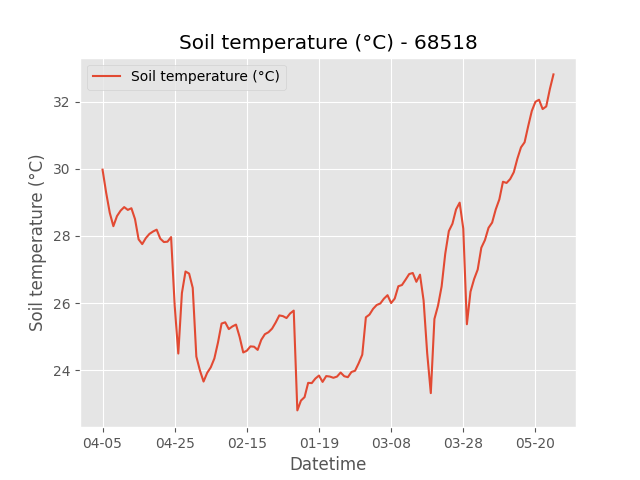 Soil temperature (°C) - 68518
Soil temperature (°C)
Soil temperature (°C)
32
30
28
26
24
04-05 04-25 02-15 01-19 03-08 03-28 05-20
Datetime